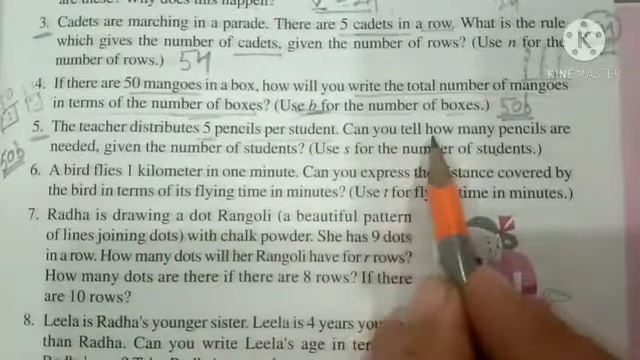 are these? Why does this happen?
3. Cadets are marching in a parade. There are 5 cadets in a row. What is the rule
which gives the number of cadets, given the number of rows? (Use n for the
number of rows.)
KINEMASTER
4. If there are 50 mangoes in a box, how will you write the total number of mangoes
in terms of the number of boxes? (Use b for the number of boxes.) 50b
5. The teacher distributes 5 pencils per student. Can you tell how many pencils are
needed, given the number of students? (Use s for the number of students.)
6. A bird flies 1 kilometer in one minute. Can you express the distance covered by
the bird in terms of its flying time in minutes? (Use t for fly time in minutes.)
7. Radha is drawing a dot Rangoli (a beautiful pattern
of lines joining dots) with chalk powder. She has 9 dots
in a row. How many dots will her Rangoli have for r rows?
How many dots are there if there are 8 rows? If there
are 10 rows?
8. Leela is Radha's younger sister. Leela is 4 years
than Radha. Can you write Leela's age in